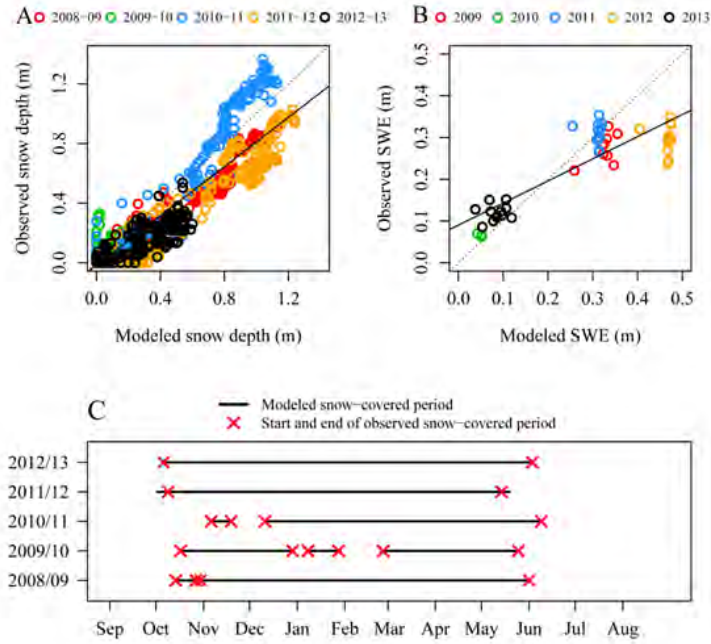 A 2008−09 2009−10 2010−11 2011−12 2012−13
Observed snow depth (m)
1.2
0.8
0.4
0.0
0.0 0.4 0.8 1.2
Modeled snow depth (m)
B 2009 2010 2011 2012 2013
Observed SWE (m)
0.5
0.4
0.3
0.2
0.1
0.0
0.0 0.1 0.2 0.3 0.4 0.5
Modeled SWE (m)
C
Modeled snow−covered period
Start and end of observed snow−covered period
2012/13
2011/12
2010/11
2009/10
2008/09
Sep Oct Nov Dec Jan Feb Mar Apr May Jun Jul Aug